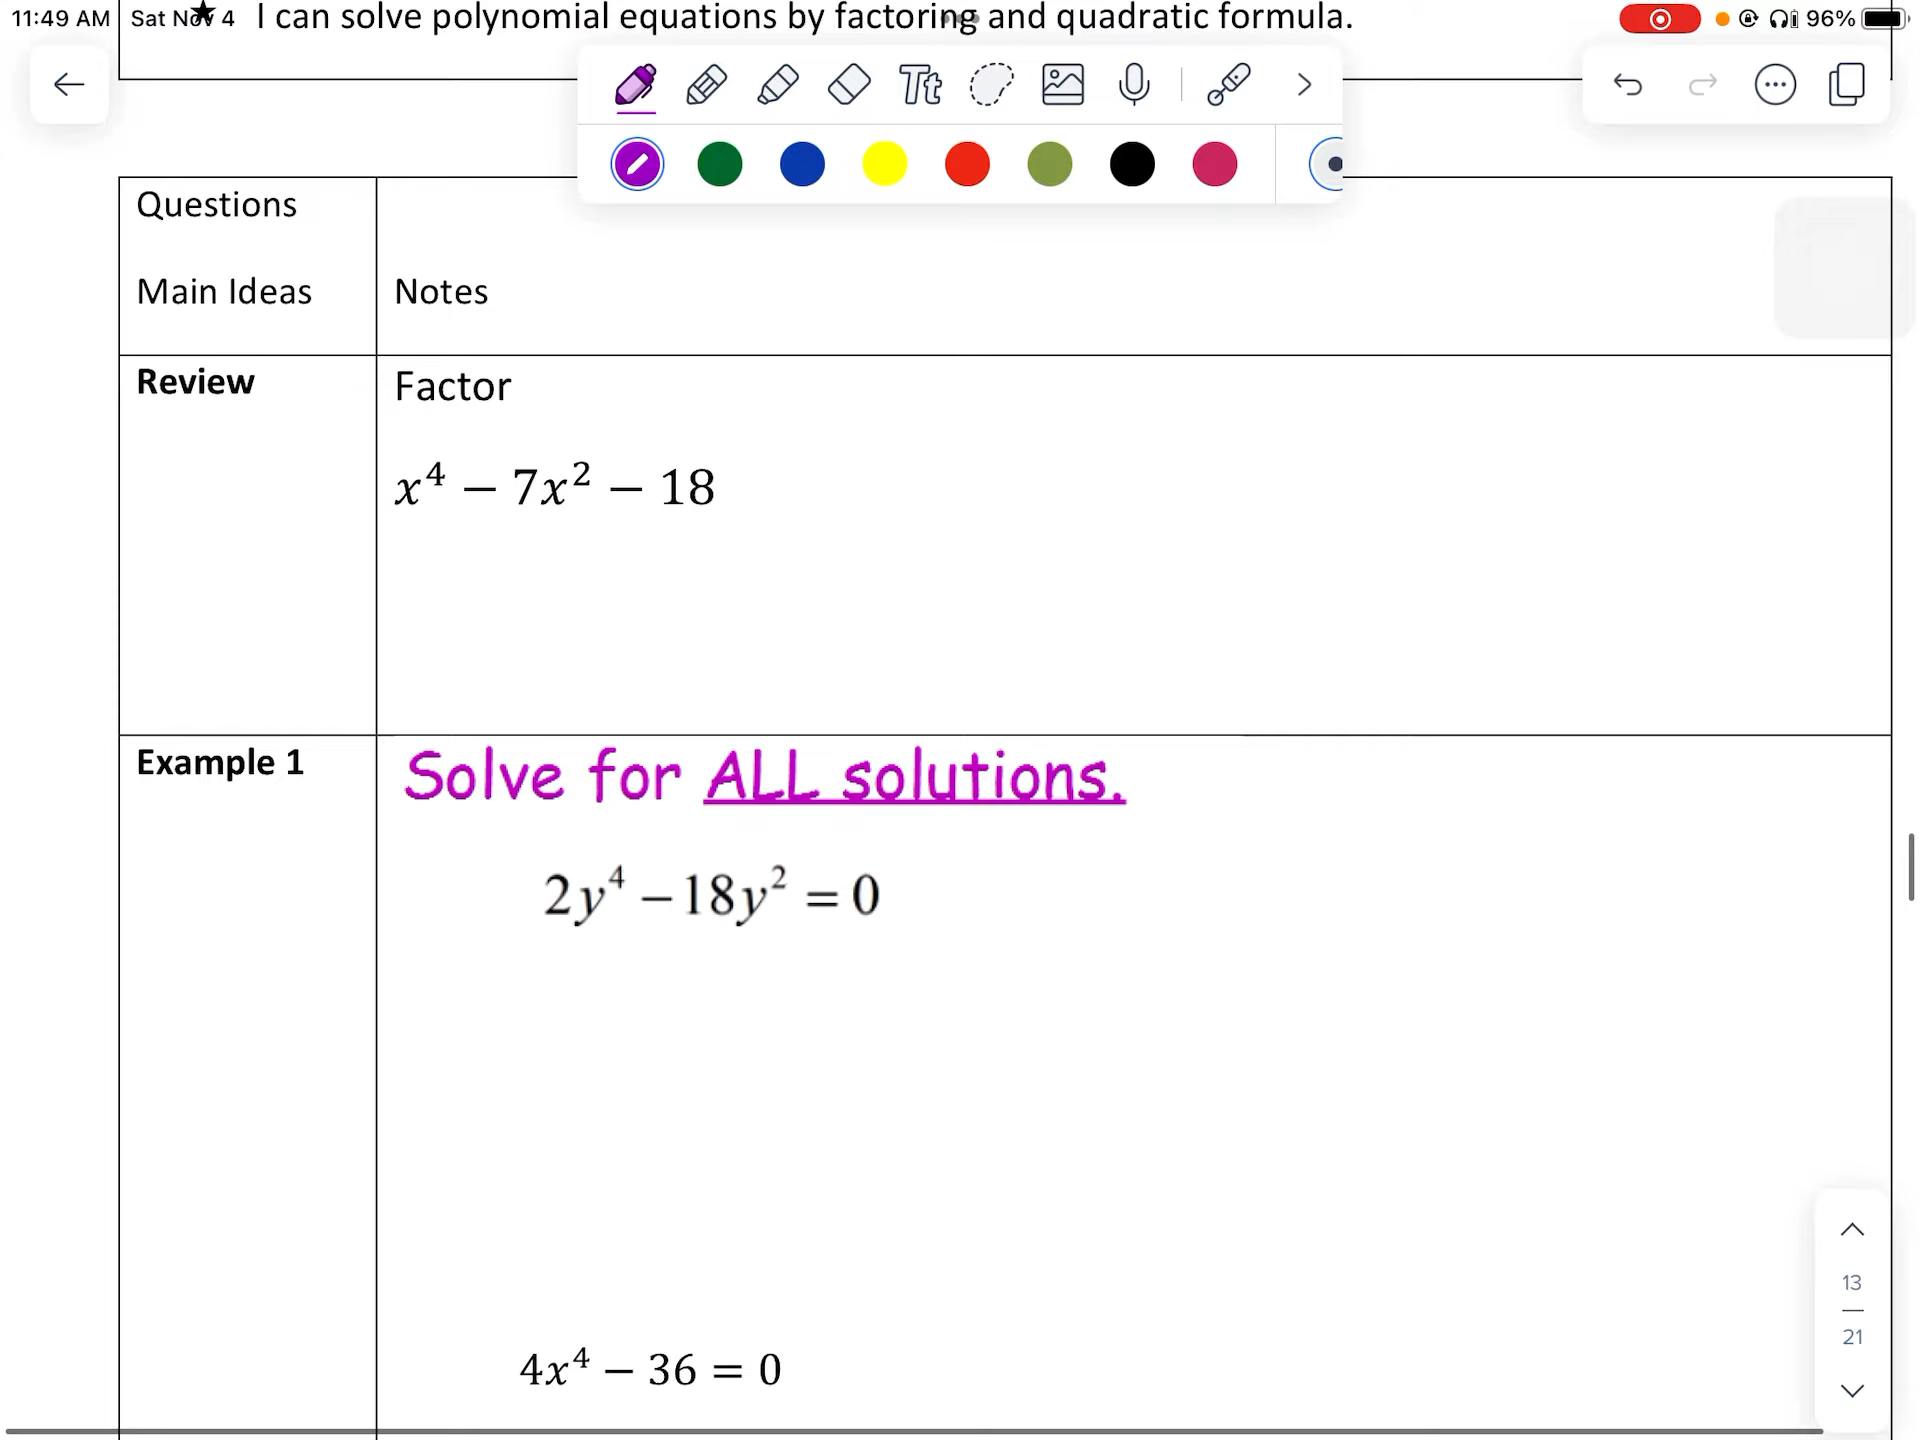 11:49 AM Sat Nov 4
★ I can solve polynomial equations by factoring and quadratic formula.
96%
Tt
Questions
Main Ideas
Notes
Review
Factor
x⁴ − 7x² − 18
Example 1
Solve for ALL solutions.
2y⁴ − 18y² = 0
4x⁴ − 36 = 0
13
21